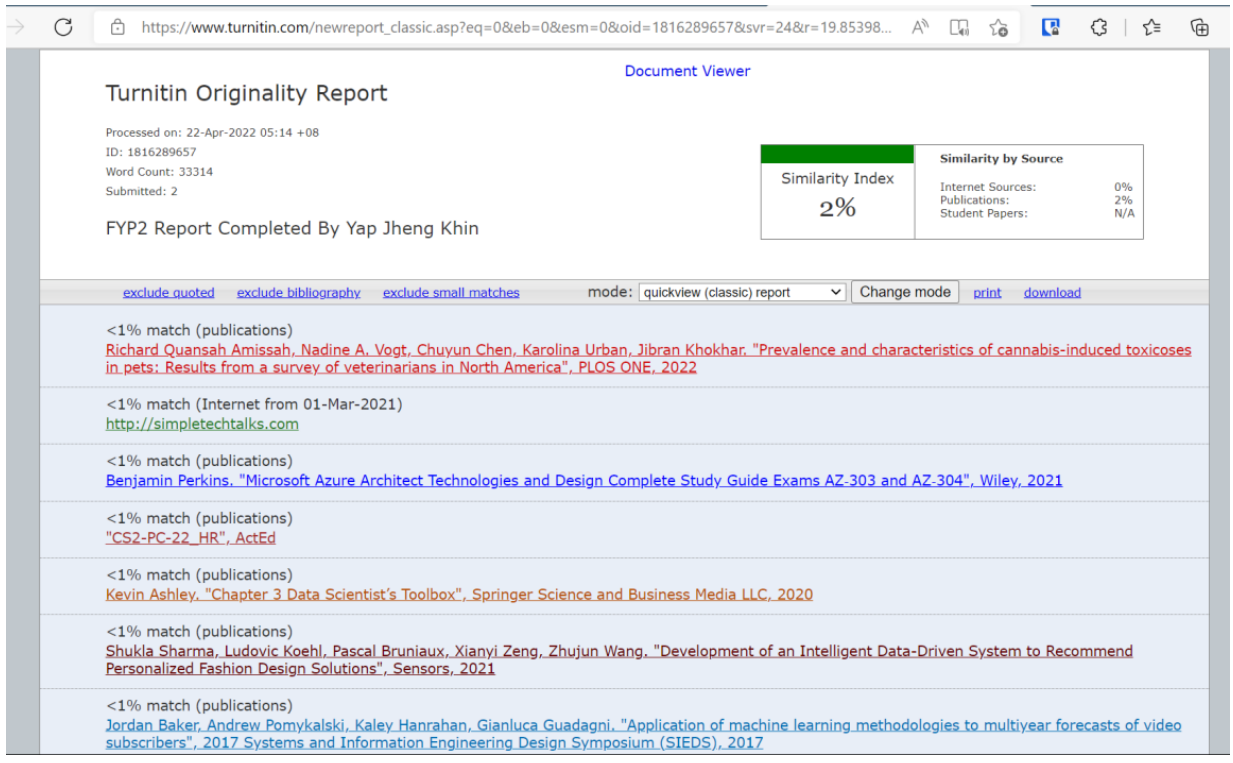 https://www.turnitin.com/newreport_classic.asp?eq=0&eb=0&esm=0&oid=1816289657&svr=24&r=19.85398...
Document Viewer
Turnitin Originality Report
Processed on: 22-Apr-2022 05:14 +08
ID: 1816289657
Word Count: 33314
Submitted: 2
FYP2 Report Completed By Yap Jheng Khin
Similarity Index
2%
Similarity by Source
Internet Sources: 0%
Publications: 2%
Student Papers: N/A
exclude quoted exclude bibliography exclude small matches mode: quickview (classic) report Change mode print download
<1% match (publications)
Richard Quansah Amissah, Nadine A. Vogt, Chuyun Chen, Karolina Urban, Jibran Khokhar. "Prevalence and characteristics of cannabis-induced toxicoses
in pets: Results from a survey of veterinarians in North America", PLOS ONE, 2022
<1% match (Internet from 01-Mar-2021)
http://simpletechtalks.com
<1% match (publications)
Benjamin Perkins. "Microsoft Azure Architect Technologies and Design Complete Study Guide Exams AZ-303 and AZ-304", Wiley, 2021
<1% match (publications)
"CS2-PC-22_HR", ActEd
<1% match (publications)
Kevin Ashley. "Chapter 3 Data Scientist’s Toolbox", Springer Science and Business Media LLC, 2020
<1% match (publications)
Shukla Sharma, Ludovic Koehl, Pascal Bruniaux, Xianyi Zeng, Zhujun Wang. "Development of an Intelligent Data-Driven System to Recommend
Personalized Fashion Design Solutions", Sensors, 2021
<1% match (publications)
Jordan Baker, Andrew Pomykalski, Kaley Hanrahan, Gianluca Guadagni. "Application of machine learning methodologies to multiyear forecasts of video
subscribers", 2017 Systems and Information Engineering Design Symposium (SIEDS), 2017